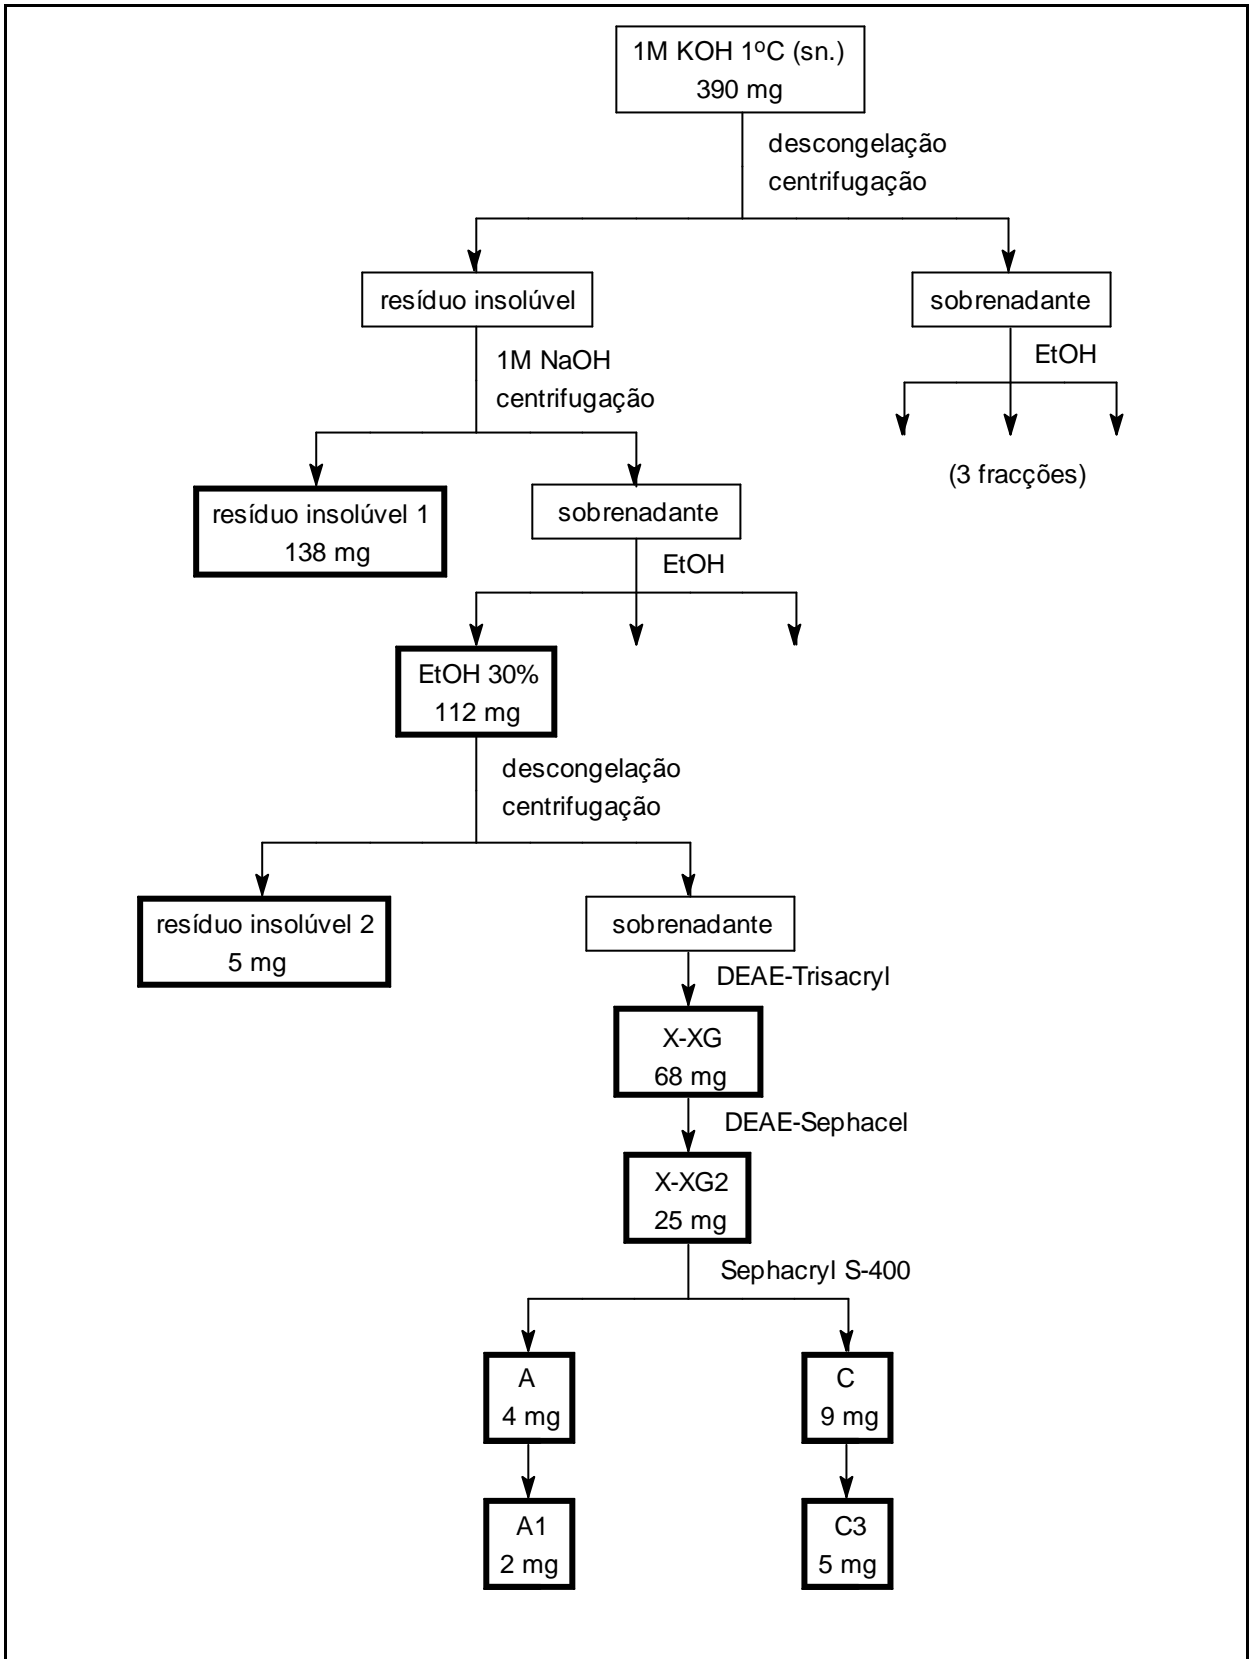 1M KOH 1ºC (sn.)
390 mg
descongelação
centrifugação
resíduo insolúvel
sobrenadante
1M NaOH
centrifugação
EtOH
(3 fracções)
resíduo insolúvel 1
138 mg
sobrenadante
EtOH
EtOH 30%
112 mg
descongelação
centrifugação
resíduo insolúvel 2
5 mg
sobrenadante
DEAE-Trisacryl
X-XG
68 mg
DEAE-Sephacel
X-XG2
25 mg
Sephacryl S-400
A
4 mg
C
9 mg
A1
2 mg
C3
5 mg